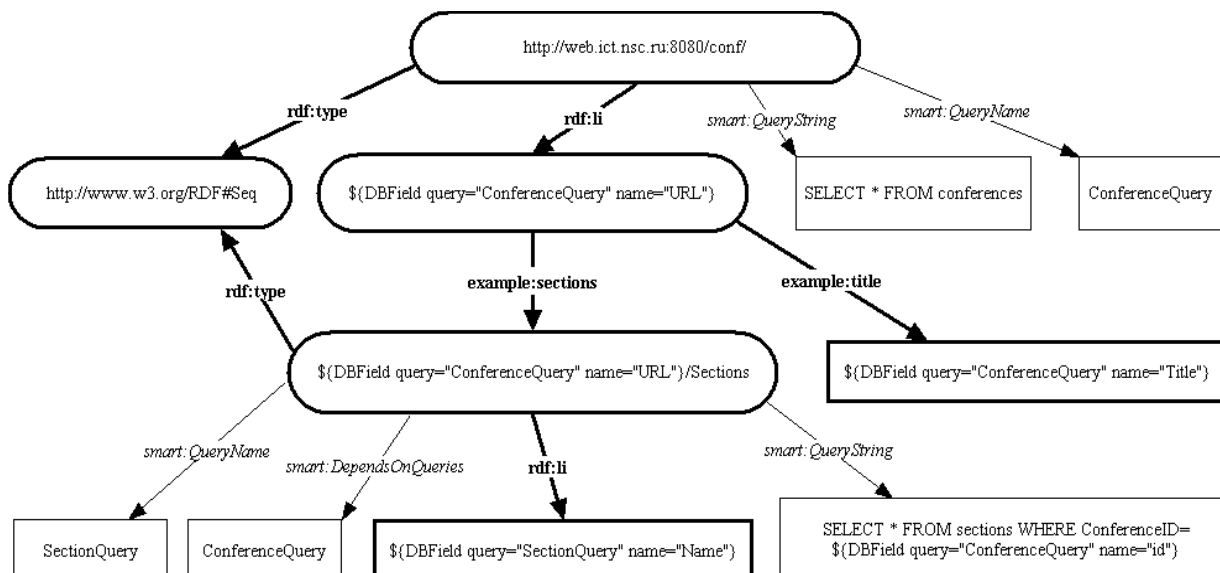 http://web.ict.nsc.ru:8080/conf/
rdf:type
rdf:li
smart:QueryString
smart:QueryName
http://www.w3.org/RDF#Seq
${DBField query="ConferenceQuery" name="URL"}
SELECT * FROM conferences
ConferenceQuery
rdf:type
example:sections
example:title
${DBField query="ConferenceQuery" name="URL"}/Sections
${DBField query="ConferenceQuery" name="Title"}
smart:QueryName
smart:DependsOnQueries
rdf:li
smart:QueryString
SectionQuery
ConferenceQuery
${DBField query="SectionQuery" name="Name"}
SELECT * FROM sections WHERE ConferenceID=
${DBField query="ConferenceQuery" name="id"}